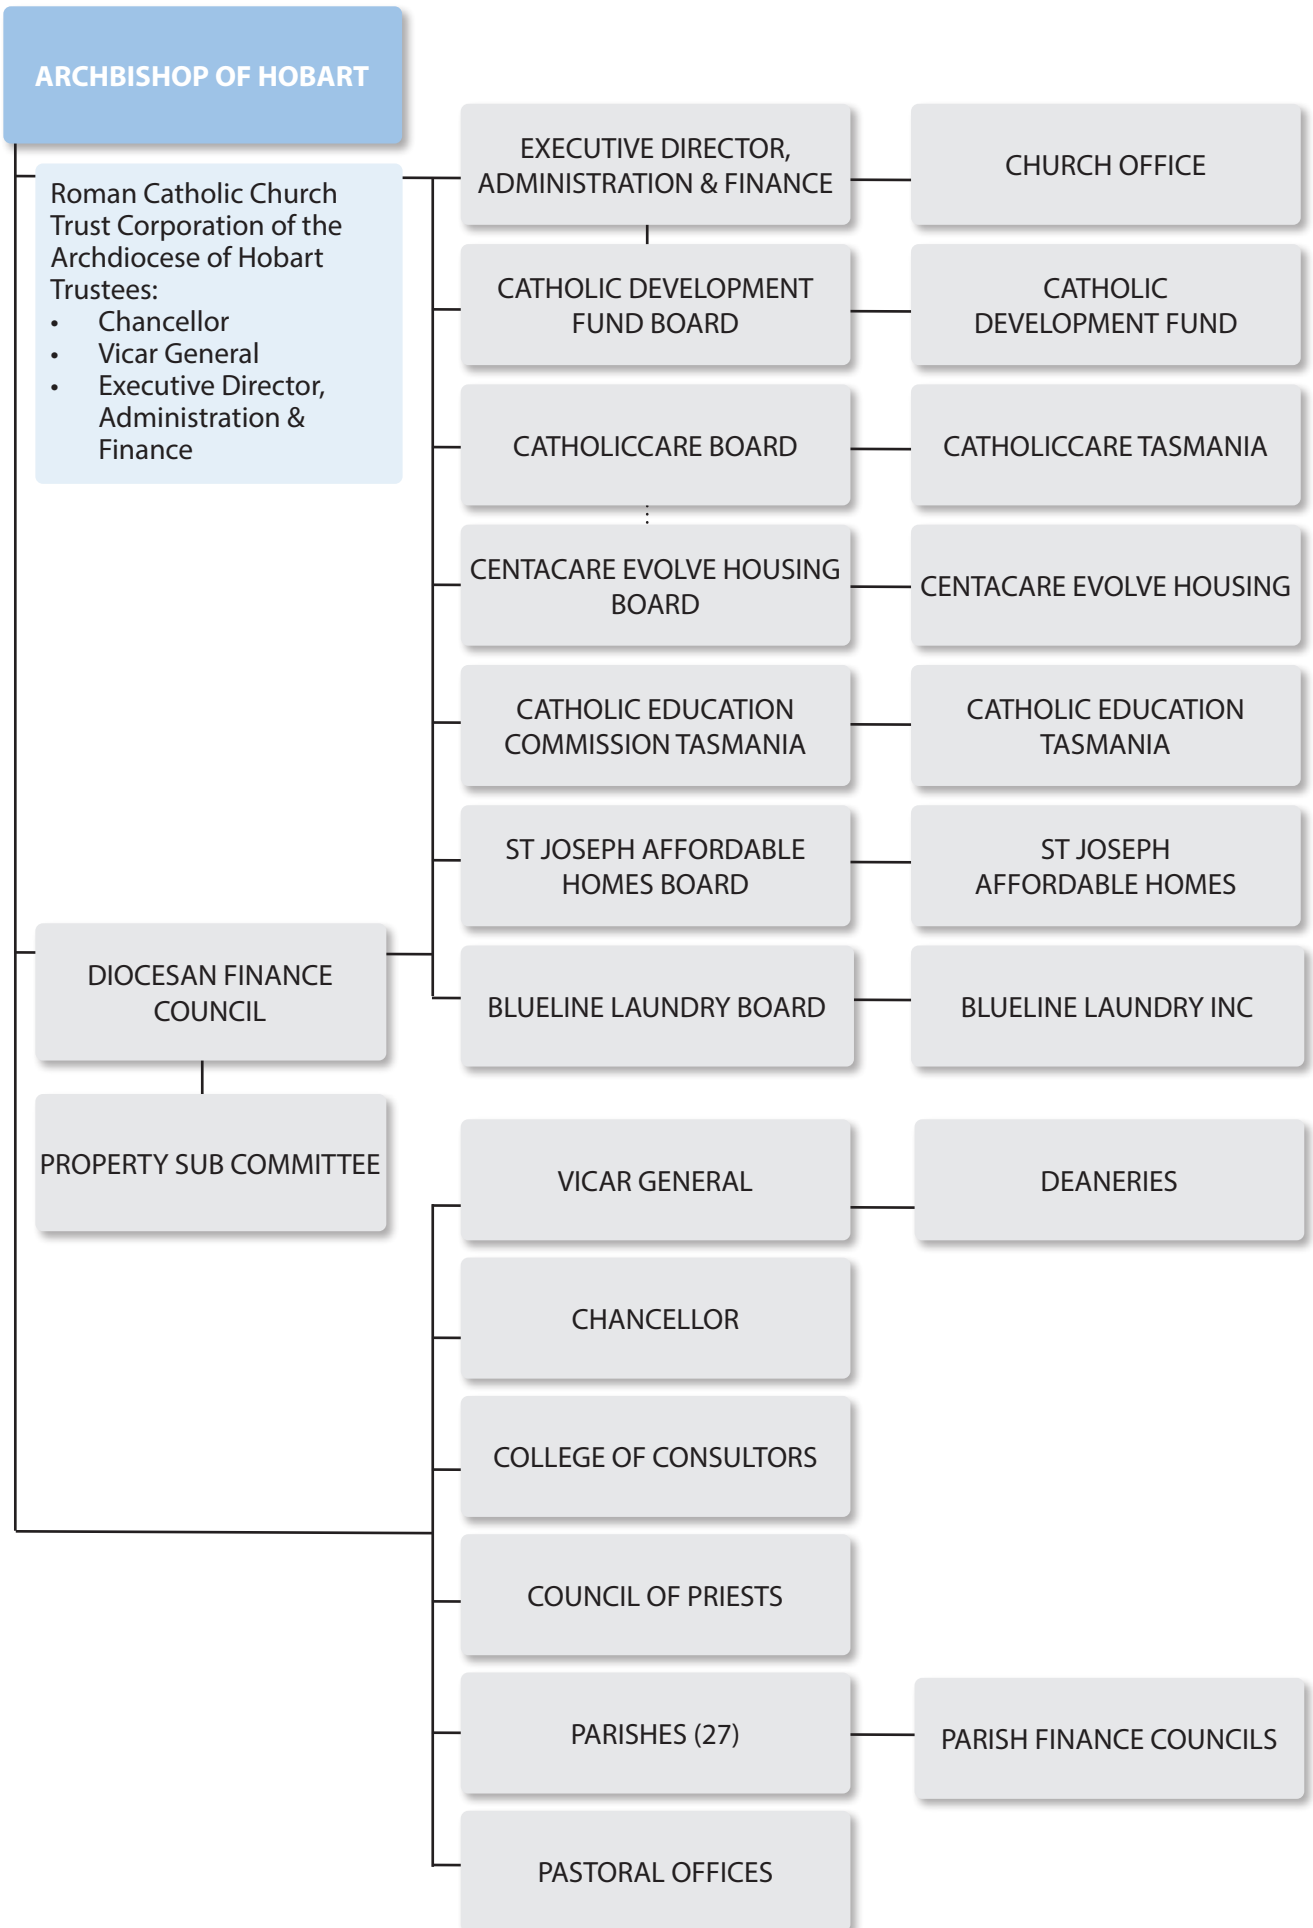 ARCHBISHOP OF HOBART
Roman Catholic Church
Trust Corporation of the
Archdiocese of Hobart
Trustees:
• Chancellor
• Vicar General
• Executive Director,
Administration &
Finance
EXECUTIVE DIRECTOR,
ADMINISTRATION & FINANCE
CHURCH OFFICE
CATHOLIC DEVELOPMENT
FUND BOARD
CATHOLIC
DEVELOPMENT FUND
CATHOLICCARE BOARD
CATHOLICCARE TASMANIA
CENTACARE EVOLVE HOUSING
BOARD
CENTACARE EVOLVE HOUSING
CATHOLIC EDUCATION
COMMISSION TASMANIA
CATHOLIC EDUCATION
TASMANIA
ST JOSEPH AFFORDABLE
HOMES BOARD
ST JOSEPH
AFFORDABLE HOMES
DIOCESAN FINANCE
COUNCIL
BLUELINE LAUNDRY BOARD
BLUELINE LAUNDRY INC
PROPERTY SUB COMMITTEE
VICAR GENERAL
DEANERIES
CHANCELLOR
COLLEGE OF CONSULTORS
COUNCIL OF PRIESTS
PARISHES (27)
PARISH FINANCE COUNCILS
PASTORAL OFFICES